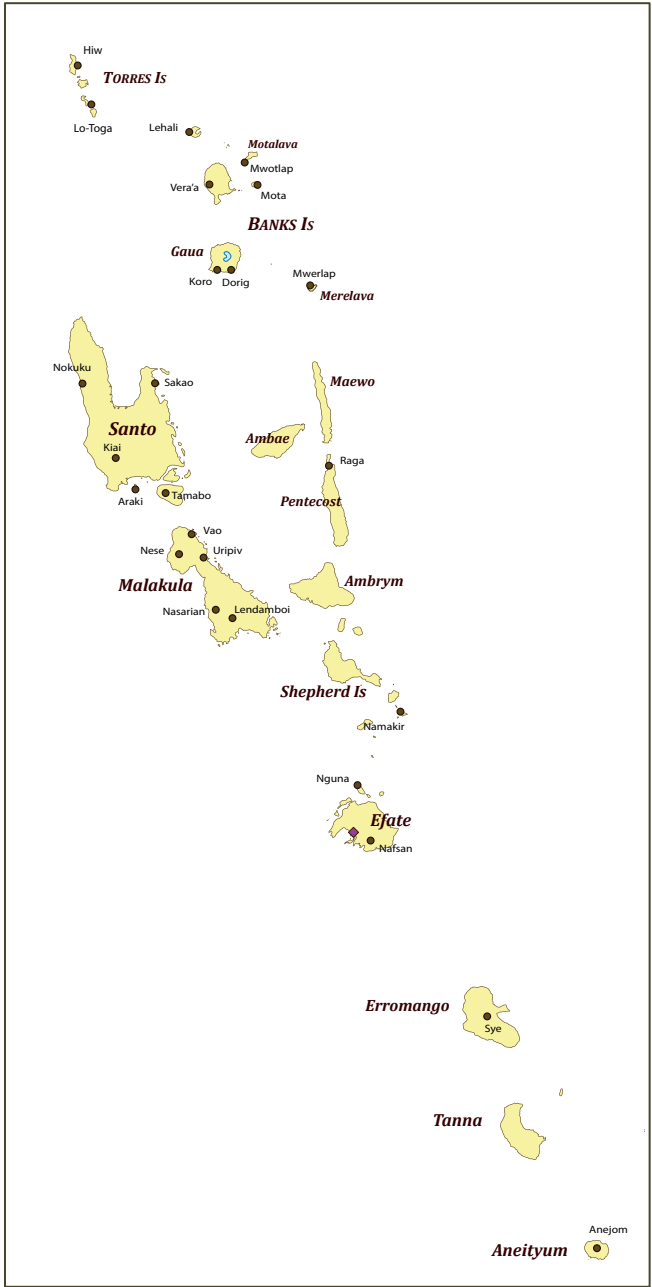 Hiw
TORRES IS
Lo-Toga
Lehali
Motalava
Mwotlap
Vera'a
Mota
BANKS IS
Gaua
Koro
Dorig
Mwerlap
Merelava
Nokuku
Sakao
Maewo
Santo
Ambae
Kiai
Raga
Araki
Tamabo
Pentecost
Vao
Nese
Uripiv
Malakula
Ambrym
Nasarian
Lendamboi
Shepherd Is
Namakir
Nguna
Efate
Nafsan
Erromango
Sye
Tanna
Anejom
Aneityum